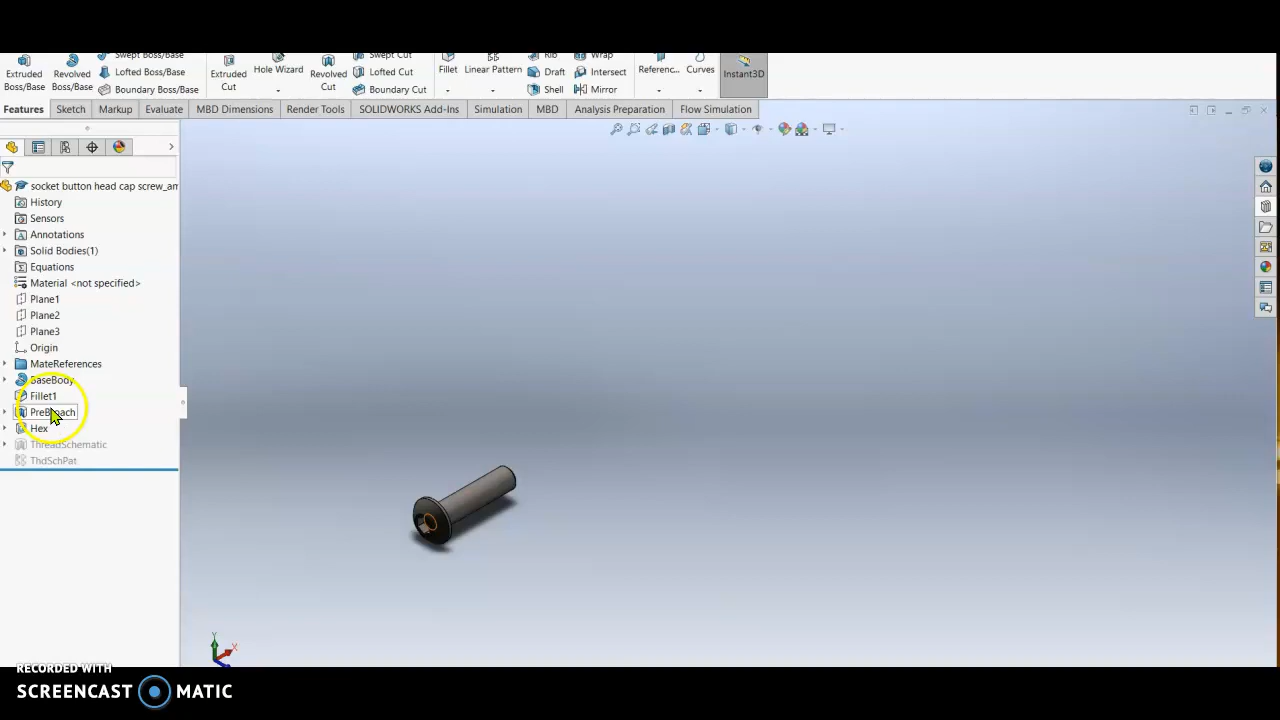 Swept Boss/Base
Swept Cut
Rib
Wrap
Extruded Boss/Base
Revolved Boss/Base
Lofted Boss/Base
Boundary Boss/Base
Extruded Cut
Hole Wizard
Revolved Cut
Lofted Cut
Boundary Cut
Fillet
Linear Pattern
Draft
Shell
Intersect
Mirror
Referenc...
Curves
Instant3D
Features
Sketch
Markup
Evaluate
MBD Dimensions
Render Tools
SOLIDWORKS Add-Ins
Simulation
MBD
Analysis Preparation
Flow Simulation
socket button head cap screw_am
History
Sensors
Annotations
Solid Bodies(1)
Equations
Material <not specified>
Plane1
Plane2
Plane3
Origin
MateReferences
BaseBody
Fillet1
PreBroach
Hex
ThreadSchematic
ThdSchPat
Y
X
RECORDED WITH
SCREENCAST MATIC